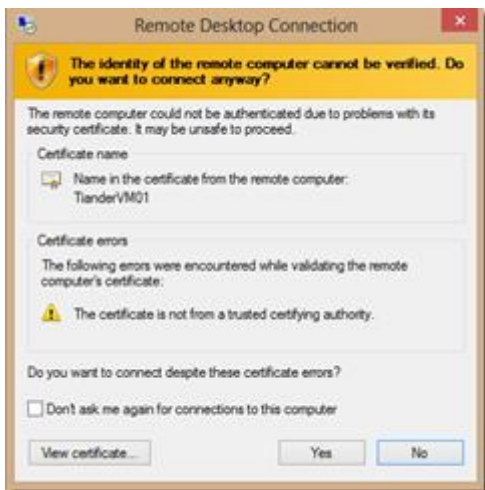 Remote Desktop Connection
The identity of the remote computer cannot be verified. Do
you want to connect anyway?
The remote computer could not be authenticated due to problems with its
security certificate. It may be unsafe to proceed.
Certificate name
Name in the certificate from the remote computer:
TianderVM01
Certificate errors
The following errors were encountered while validating the remote
computer's certificate:
The certificate is not from a trusted certifying authority.
Do you want to connect despite these certificate errors?
Don't ask me again for connections to this computer
View certificate... Yes No